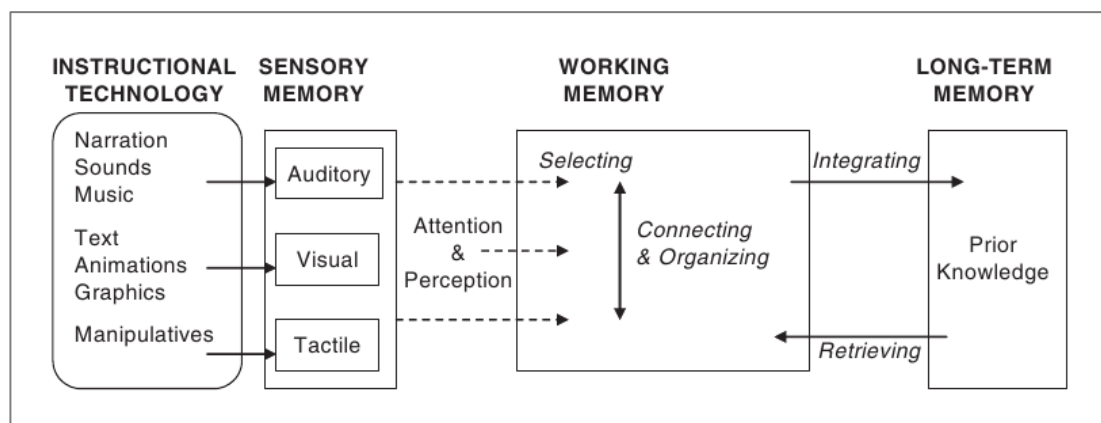 INSTRUCTIONAL
TECHNOLOGY
SENSORY
MEMORY
WORKING
MEMORY
LONG-TERM
MEMORY
Narration
Sounds
Music
Text
Animations
Graphics
Manipulatives
Auditory
Visual
Tactile
Attention
&
Perception
Selecting
Connecting
& Organizing
Integrating
Retrieving
Prior
Knowledge